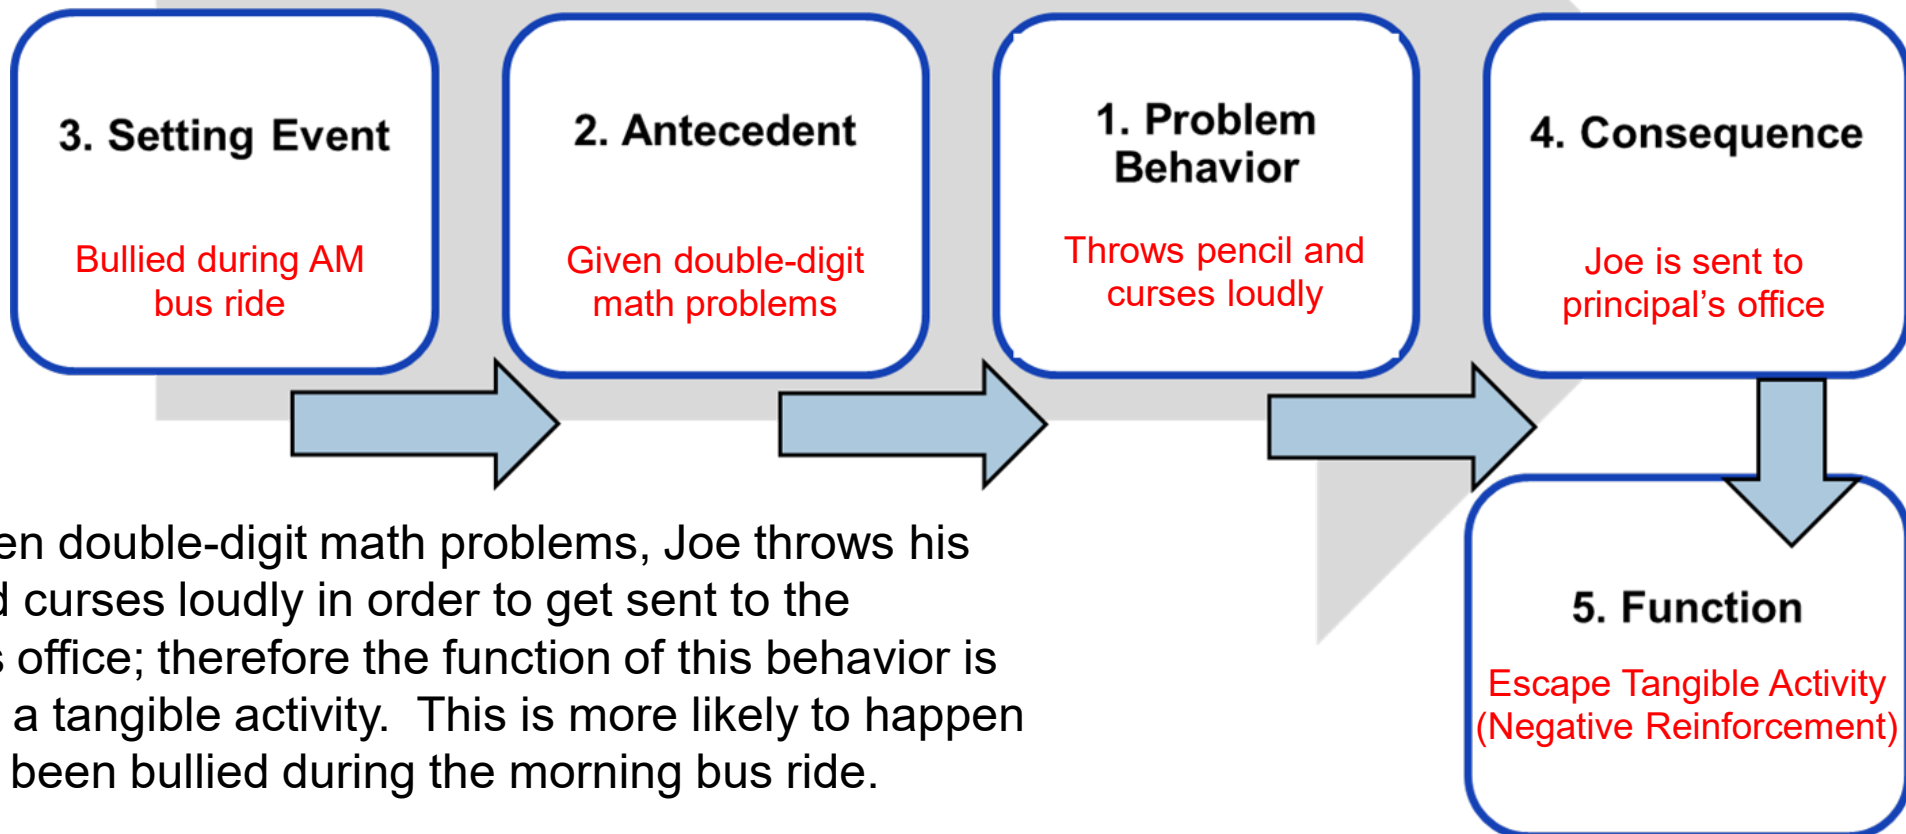 3. Setting Event
Bullied during AM
bus ride
2. Antecedent
Given double-digit
math problems
1. Problem
Behavior
Throws pencil and
curses loudly
4. Consequence
Joe is sent to
principal’s office
5. Function
Escape Tangible Activity
(Negative Reinforcement)
double-digit math problems, Joe throws his
curses loudly in order to get sent to the
office; therefore the function of this behavior is
a tangible activity.  This is more likely to happen
been bullied during the morning bus ride.